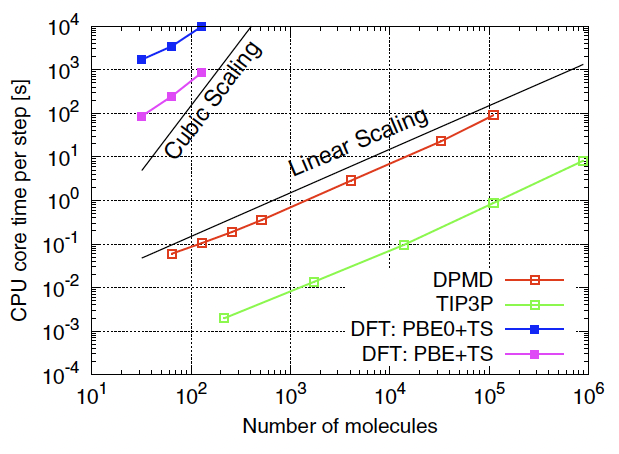 10^4
10^3
10^2
10^1
10^0
10^-1
10^-2
10^-3
10^-4
CPU core time per step [s]
Cubic Scaling
Linear Scaling
DPMD
TIP3P
DFT: PBE0+TS
DFT: PBE+TS
10^1 10^2 10^3 10^4 10^5 10^6
Number of molecules